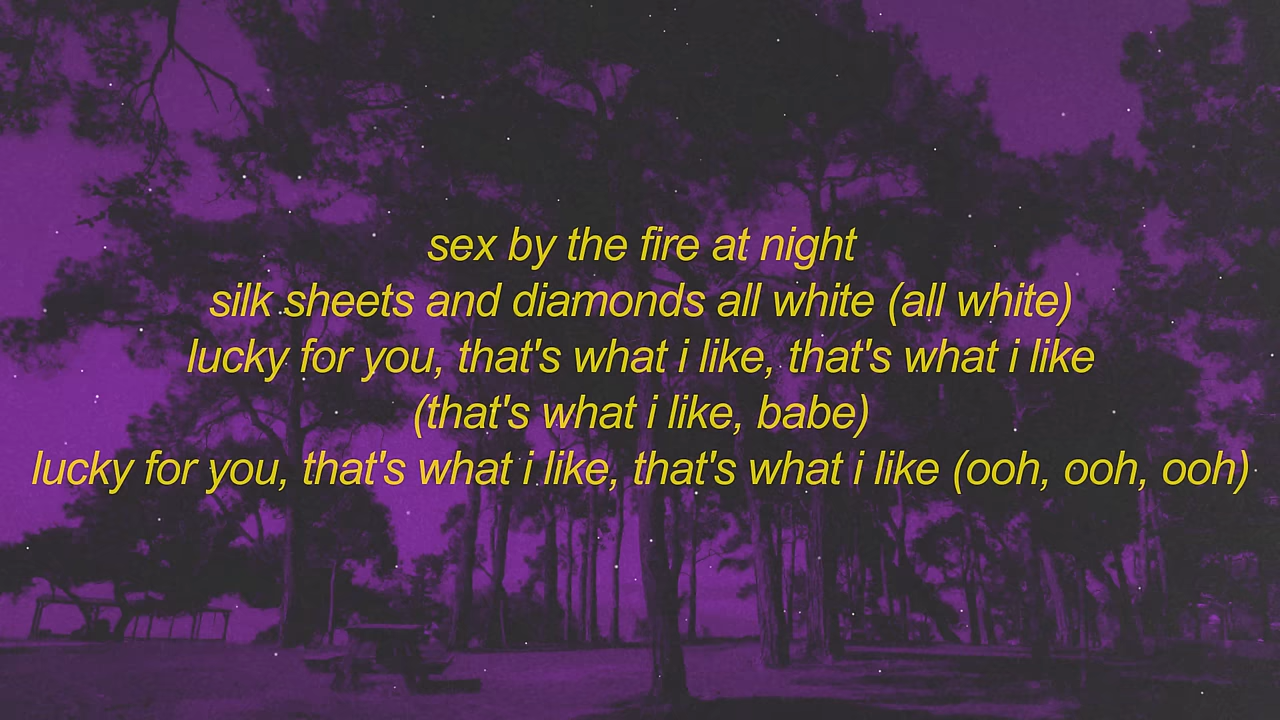 sex by the fire at night
silk sheets and diamonds all white (all white)
lucky for you, that's what i like, that's what i like
(that's what i like, babe)
lucky for you, that's what i like, that's what i like (ooh, ooh, ooh)